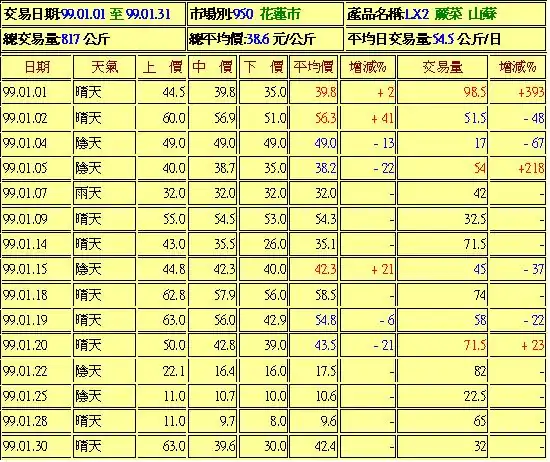 交易日期:99.01.01 至 99.01.31 市場別:950 花蓮市 產品名稱:LX2 蕨菜 山蘇
總交易量:817 公斤 總平均價:38.6 元/公斤 平均日交易量:54.5 公斤/日
日期 天氣 上 價 中 價 下 價 平均價 增減% 交易量 增減%
99.01.01 晴天 44.5 39.8 35.0 39.8 + 2 98.5 +393
99.01.02 晴天 60.0 56.9 51.0 56.3 + 41 51.5 - 48
99.01.04 陰天 49.0 49.0 49.0 49.0 - 13 17 - 67
99.01.05 陰天 40.0 38.7 35.0 38.2 - 22 54 +218
99.01.07 雨天 32.0 32.0 32.0 32.0 - 42 -
99.01.09 晴天 55.0 54.5 53.0 54.3 - 32.5 -
99.01.14 晴天 43.0 35.5 26.0 35.1 - 71.5 -
99.01.15 陰天 44.8 42.3 40.0 42.3 + 21 45 - 37
99.01.18 晴天 62.8 57.9 56.0 58.5 - 74 -
99.01.19 晴天 63.0 56.0 42.9 54.8 - 6 58 - 22
99.01.20 晴天 50.0 42.8 39.0 43.5 - 21 71.5 + 23
99.01.22 陰天 22.1 16.4 16.0 17.5 - 82 -
99.01.25 陰天 11.0 10.7 10.0 10.6 - 22.5 -
99.01.28 晴天 11.0 9.7 8.0 9.6 - 65 -
99.01.30 晴天 63.0 39.6 30.0 42.4 - 32 -